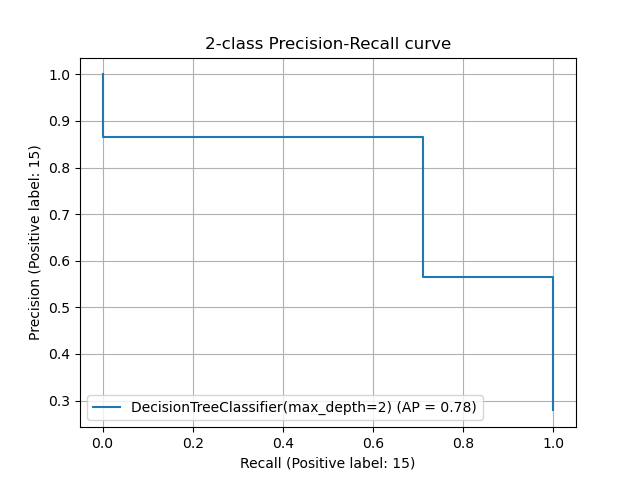 2-class Precision-Recall curve
1.0
0.9
0.8
0.7
0.6
0.5
0.4
0.3
Precision (Positive label: 15)
DecisionTreeClassifier(max_depth=2) (AP = 0.78)
0.0 0.2 0.4 0.6 0.8 1.0
Recall (Positive label: 15)